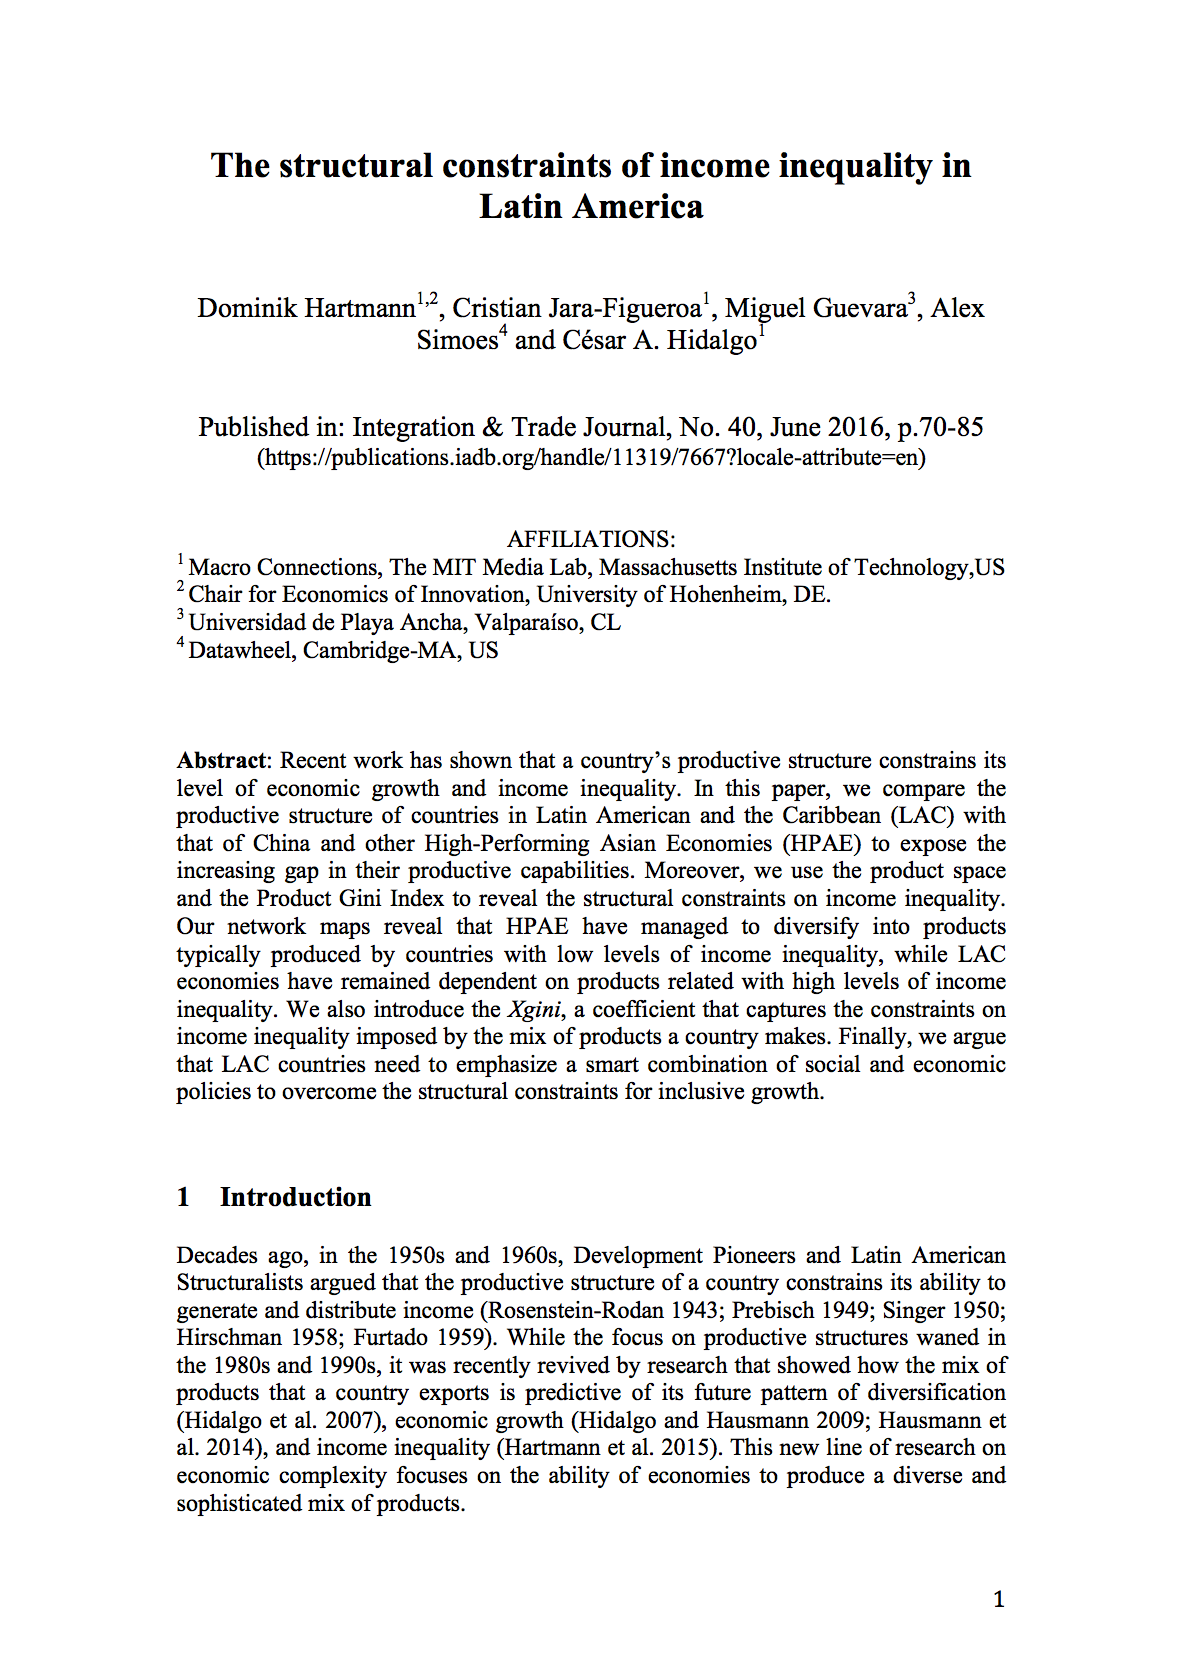 The structural constraints of income inequality in
Latin America
Dominik Hartmann1,2, Cristian Jara-Figueroa1, Miguel Guevara3, Alex
Simoes4 and César A. Hidalgo1
Published in: Integration & Trade Journal, No. 40, June 2016, p.70-85
(https://publications.iadb.org/handle/11319/7667?locale-attribute=en)
AFFILIATIONS:
1 Macro Connections, The MIT Media Lab, Massachusetts Institute of Technology,US
2 Chair for Economics of Innovation, University of Hohenheim, DE.
3 Universidad de Playa Ancha, Valparaíso, CL
4 Datawheel, Cambridge-MA, US
Abstract: Recent work has shown that a country’s productive structure constrains its
level of economic growth and income inequality. In this paper, we compare the
productive structure of countries in Latin American and the Caribbean (LAC) with
that of China and other High-Performing Asian Economies (HPAE) to expose the
increasing gap in their productive capabilities. Moreover, we use the product space
and the Product Gini Index to reveal the structural constraints on income inequality.
Our network maps reveal that HPAE have managed to diversify into products
typically produced by countries with low levels of income inequality, while LAC
economies have remained dependent on products related with high levels of income
inequality. We also introduce the Xgini, a coefficient that captures the constraints on
income inequality imposed by the mix of products a country makes. Finally, we argue
that LAC countries need to emphasize a smart combination of social and economic
policies to overcome the structural constraints for inclusive growth.
1 Introduction
Decades ago, in the 1950s and 1960s, Development Pioneers and Latin American
Structuralists argued that the productive structure of a country constrains its ability to
generate and distribute income (Rosenstein-Rodan 1943; Prebisch 1949; Singer 1950;
Hirschman 1958; Furtado 1959). While the focus on productive structures waned in
the 1980s and 1990s, it was recently revived by research that showed how the mix of
products that a country exports is predictive of its future pattern of diversification
(Hidalgo et al. 2007), economic growth (Hidalgo and Hausmann 2009; Hausmann et
al. 2014), and income inequality (Hartmann et al. 2015). This new line of research on
economic complexity focuses on the ability of economies to produce a diverse and
sophisticated mix of products.
1